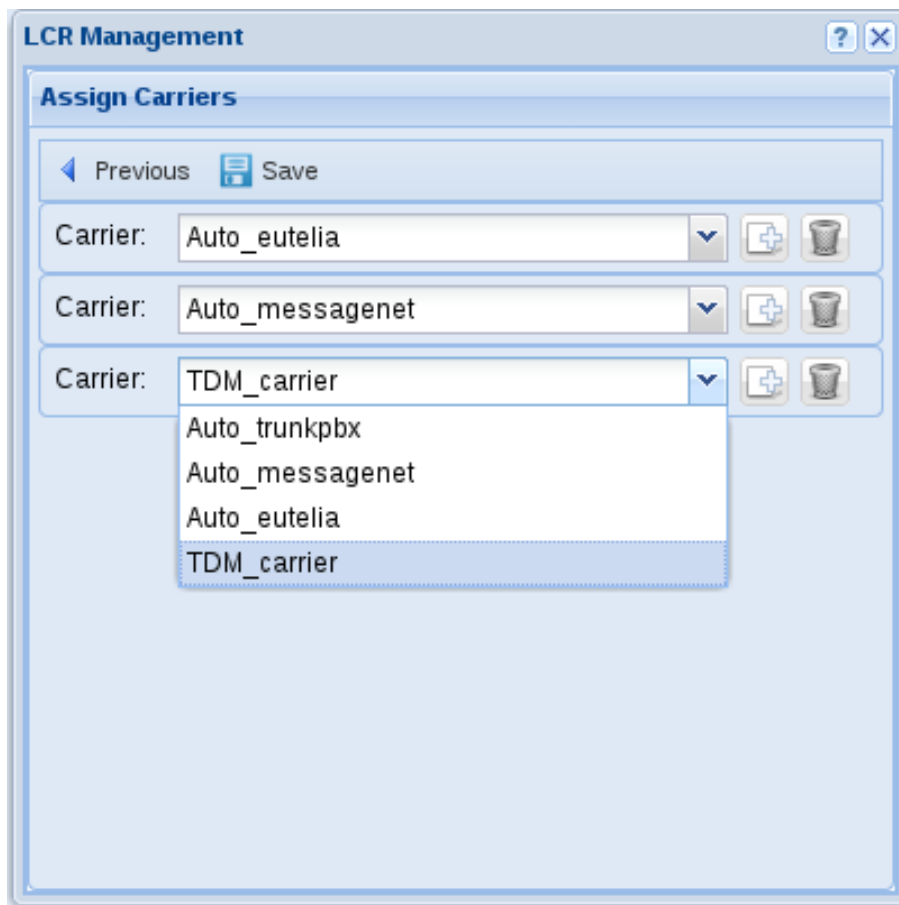 LCR Management ?
Assign Carriers
Previous Save
Carrier: Auto_eutelia
Carrier: Auto_messagenet
Carrier: TDM_carrier
Auto_trunkpbx
Auto_messagenet
Auto_eutelia
TDM_carrier